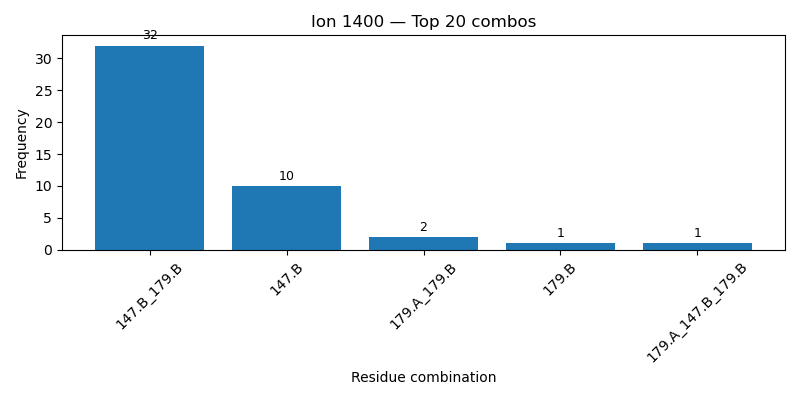 Ion 1400 — Top 20 combos
Frequency
30
25
20
15
10
5
0
32
10
2
1
1
147.B_179.B
147.B
179.A_179.B
179.B
179.A_147.B_179.B
Residue combination